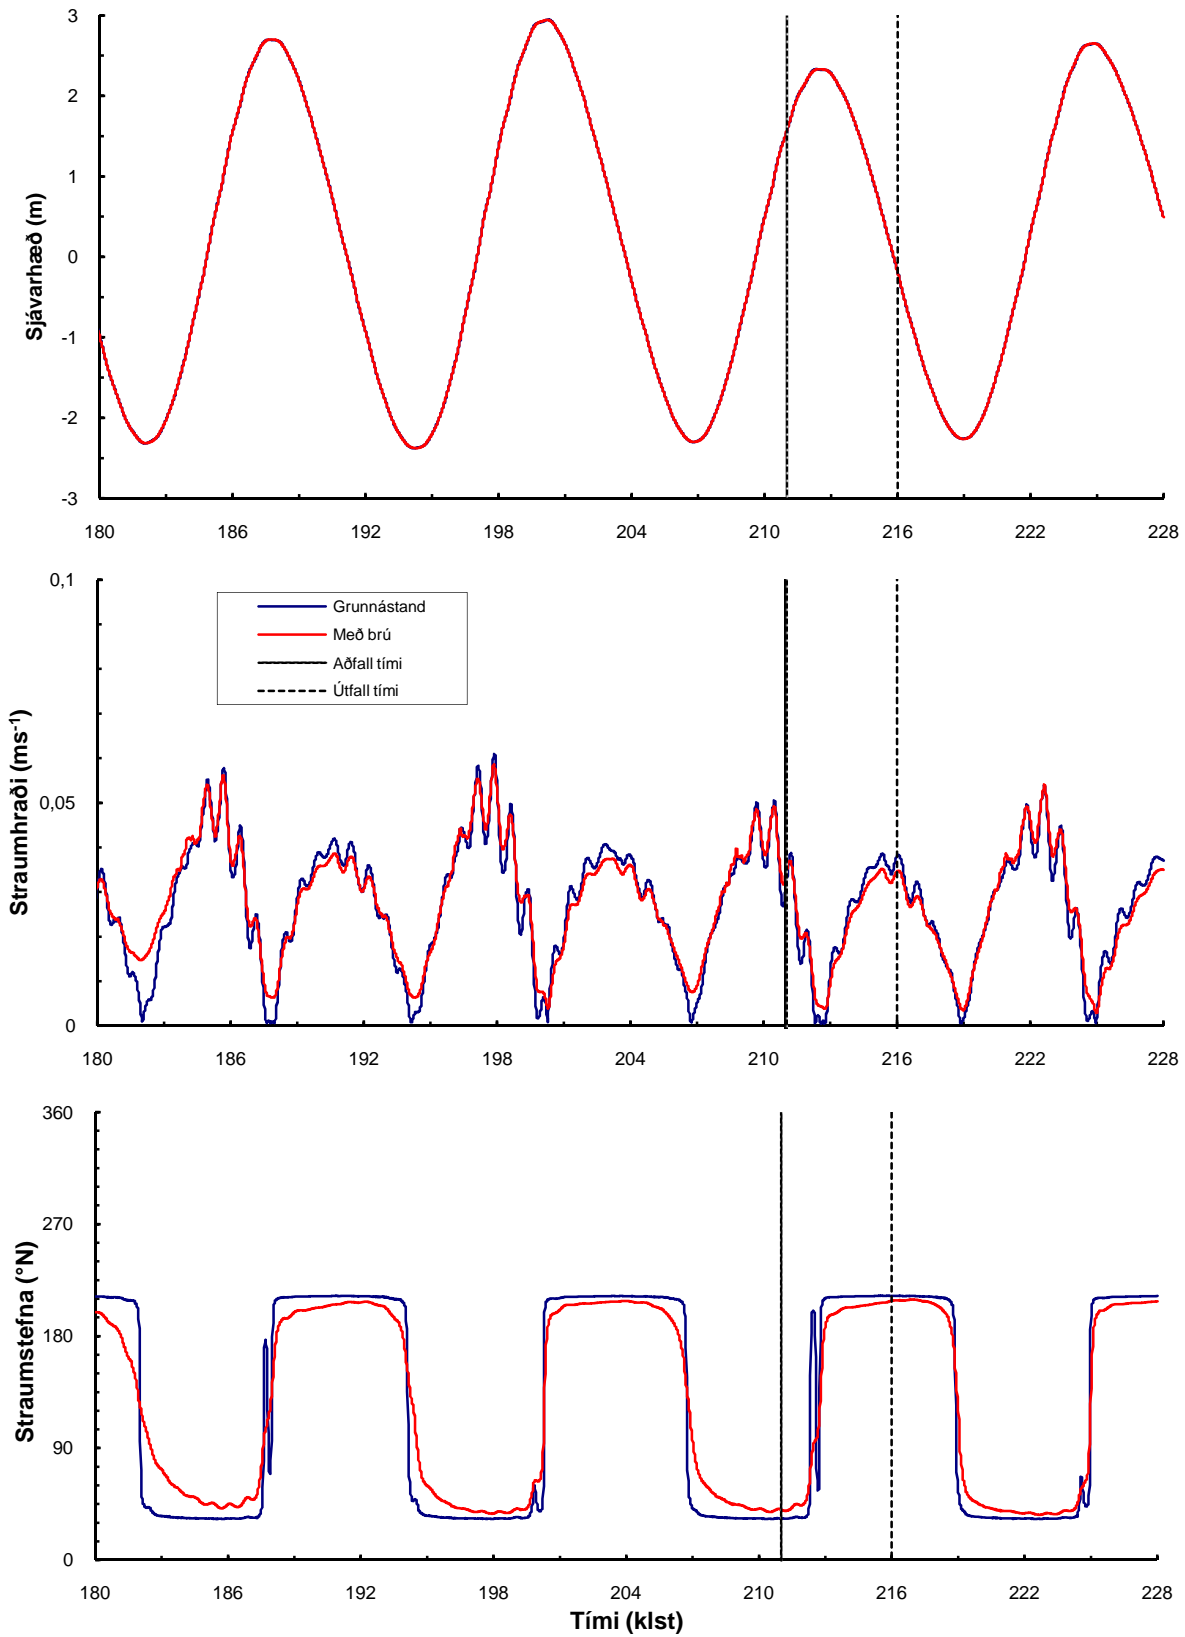 Sjávarhæð (m)
3
2
1
0
-1
-2
-3
180 186 192 198 204 210 216 222 228
Straumhraði (ms-1)
0,1
0,05
0
Grunnástand
Með brú
Aðfall tími
Útfall tími
180 186 192 198 204 210 216 222 228
Straumstefna (°N)
360
270
180
90
0
180 186 192 198 204 210 216 222 228
Tími (klst)